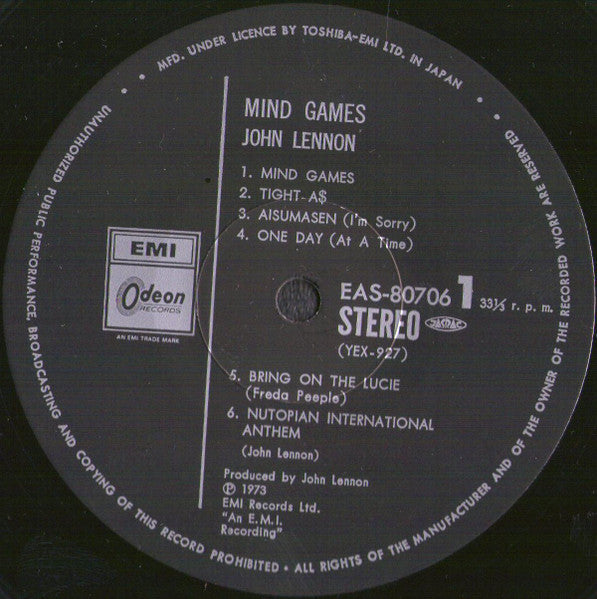 MFD. UNDER LICENCE BY TOSHIBA-EMI LTD. IN JAPAN
UNAUTHORIZED PUBLIC PERFORMANCE, BROADCASTING AND COPYING OF THIS RECORD PROHIBITED • ALL RIGHTS OF THE MANUFACTURER AND OF THE OWNER OF THE RECORDED WORK ARE RESERVED
MIND GAMES
JOHN LENNON
1. MIND GAMES
2. TIGHT A$
3. AISUMASEN (I'm Sorry)
4. ONE DAY (At A Time)
EMI
Odeon
RECORDS
AN EMI TRADE MARK
EAS-80706 1 33⅓ r. p. m.
STEREO JASRAC
(YEX-927)
5. BRING ON THE LUCIE
(Freda Peeple)
6. NUTOPIAN INTERNATIONAL
ANTHEM
(John Lennon)
Produced by John Lennon
℗ 1973
EMI Records Ltd.
"An E.M.I.
Recording"